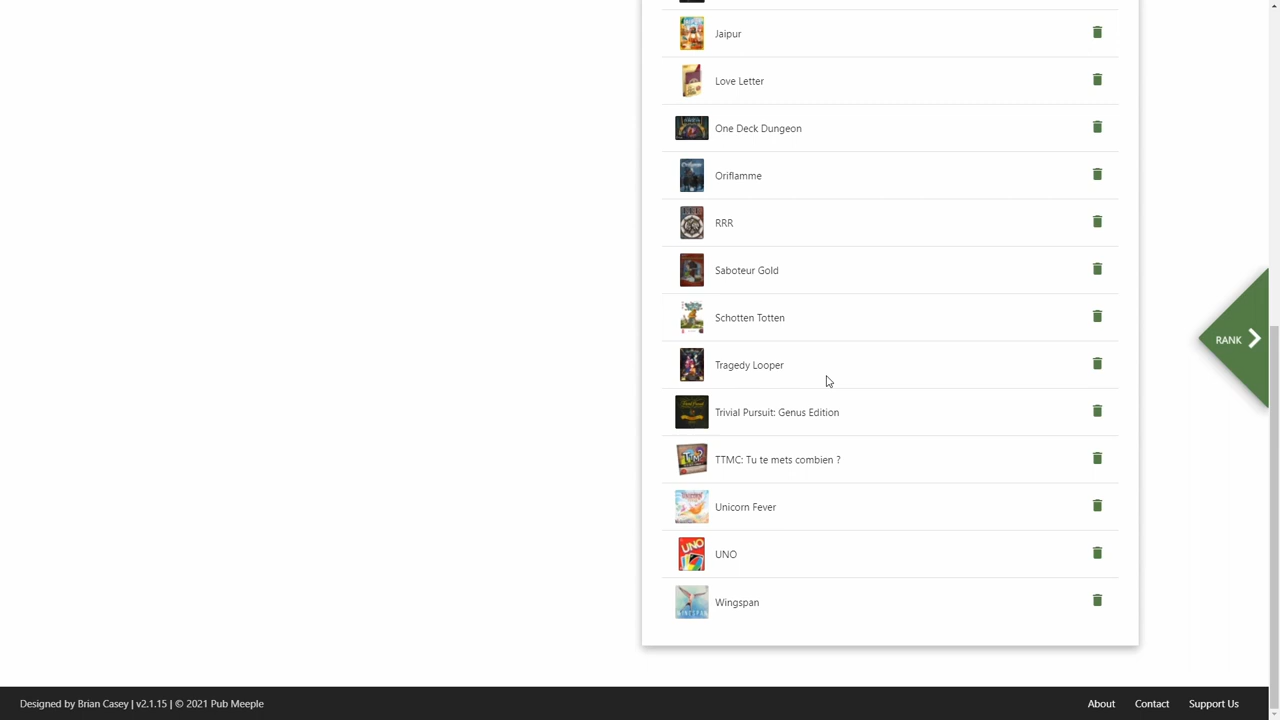 Jaipur
Love Letter
One Deck Dungeon
Oriflamme
RRR
Saboteur Gold
Schotten Totten
Tragedy Looper
Trivial Pursuit: Genus Edition
TTMC: Tu te mets combien ?
Unicorn Fever
UNO
UNO
Wingspan
WINGSPAN
RANK
Designed by Brian Casey | v2.1.15 | © 2021 Pub Meeple
About Contact Support Us